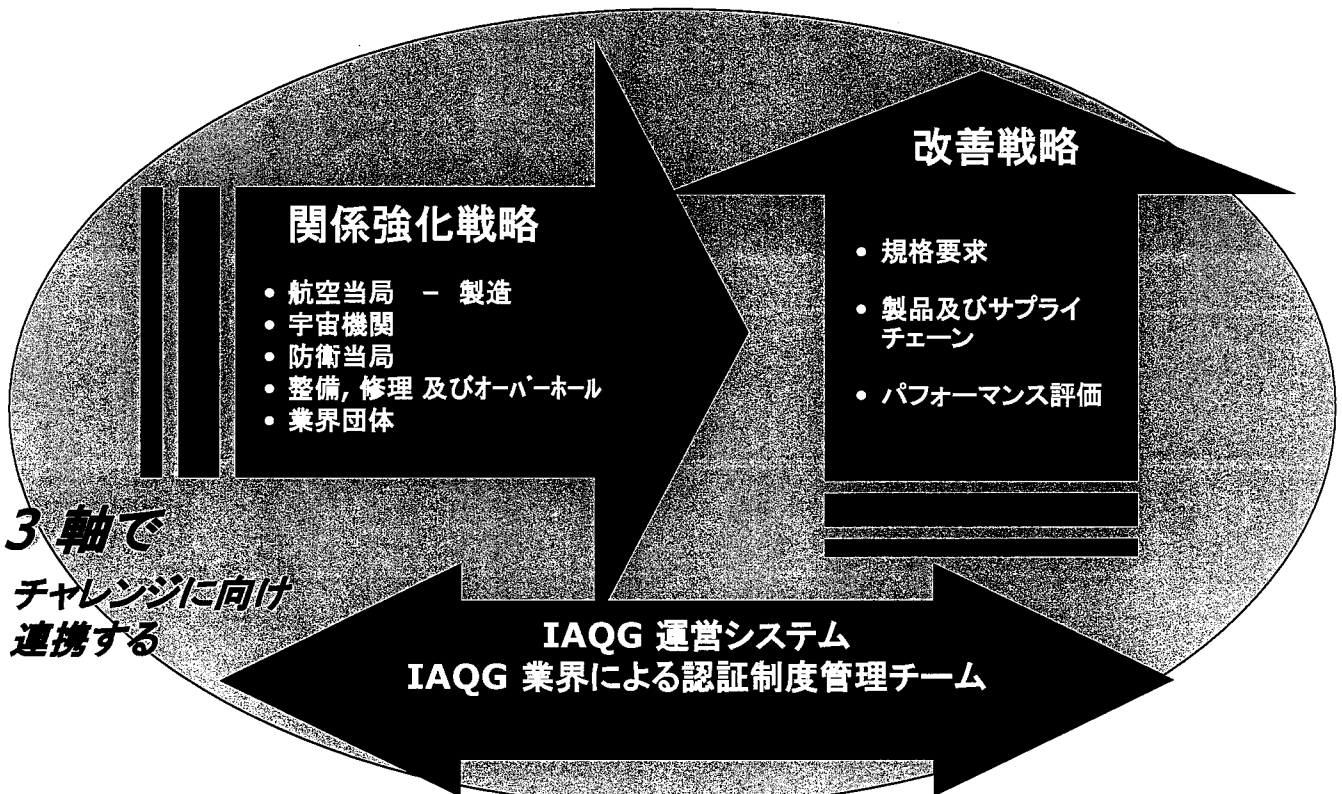 改善戦略
関係強化戦略
• 航空当局 － 製造
• 宇宙機関
• 防衛当局
• 整備, 修理 及びｵｰﾊﾞｰﾎｰﾙ
• 業界団体
• 規格要求
• 製品及びサプライ
チェーン
• パフォーマンス評価
3 軸で
チャレンジに向け
連携する
IAQG 運営システム
IAQG 業界による認証制度管理チーム